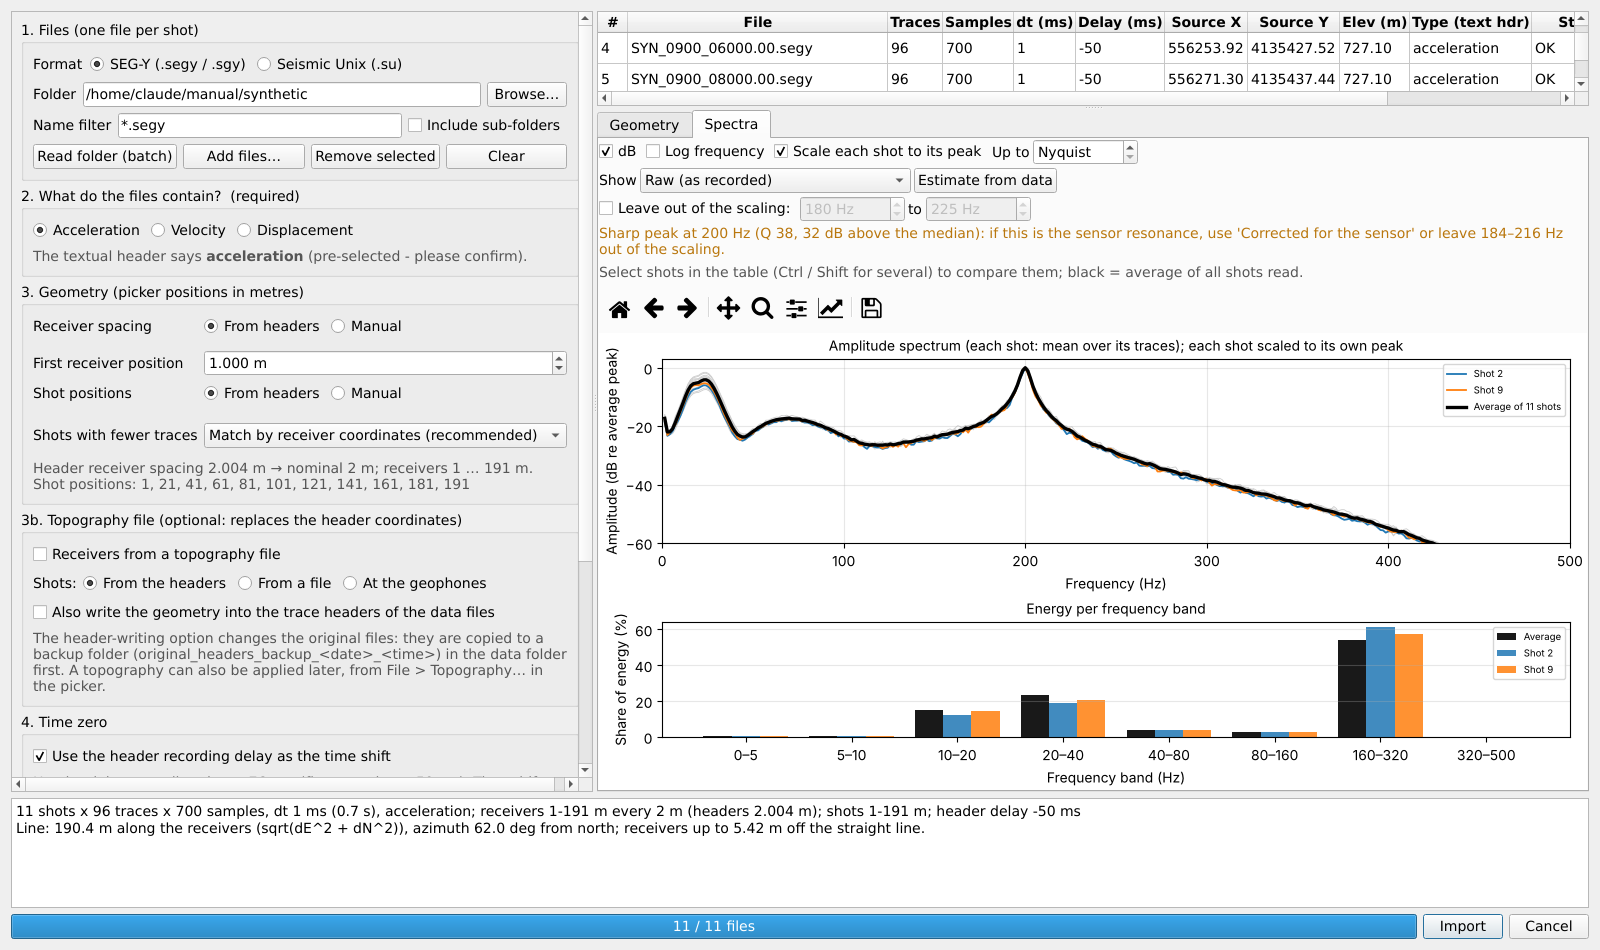 1. Files (one file per shot)
Format SEG-Y (.segy / .sgy) Seismic Unix (.su)
Folder /home/claude/manual/synthetic Browse...
Name filter *.segy Include sub-folders
Read folder (batch) Add files... Remove selected Clear
2. What do the files contain? (required)
Acceleration Velocity Displacement
The textual header says acceleration (pre-selected - please confirm).
3. Geometry (picker positions in metres)
Receiver spacing From headers Manual
First receiver position 1.000 m
Shot positions From headers Manual
Shots with fewer traces Match by receiver coordinates (recommended)
Header receiver spacing 2.004 m → nominal 2 m; receivers 1 ... 191 m.
Shot positions: 1, 21, 41, 61, 81, 101, 121, 141, 161, 181, 191
3b. Topography file (optional: replaces the header coordinates)
Receivers from a topography file
Shots: From the headers From a file At the geophones
Also write the geometry into the trace headers of the data files
The header-writing option changes the original files: they are copied to a
backup folder (original_headers_backup_<date>_<time>) in the data folder
first. A topography can also be applied later, from File > Topography... in
the picker.
4. Time zero
Use the header recording delay as the time shift
# File Traces Samples dt (ms) Delay (ms) Source X Source Y Elev (m) Type (text hdr) St
4 SYN_0900_06000.00.segy 96 700 1 -50 556253.92 4135427.52 727.10 acceleration OK
5 SYN_0900_08000.00.segy 96 700 1 -50 556271.30 4135437.44 727.10 acceleration OK
Geometry Spectra
dB Log frequency Scale each shot to its peak Up to Nyquist
Show Raw (as recorded) Estimate from data
Leave out of the scaling: 180 Hz to 225 Hz
Sharp peak at 200 Hz (Q 38, 32 dB above the median): if this is the sensor resonance, use 'Corrected for the sensor' or leave 184–216 Hz
out of the scaling.
Select shots in the table (Ctrl / Shift for several) to compare them; black = average of all shots read.
Amplitude spectrum (each shot: mean over its traces); each shot scaled to its own peak
Amplitude (dB re average peak)
0
−20
−40
−60
Shot 2
Shot 9
Average of 11 shots
0 100 200 300 400 500
Frequency (Hz)
Energy per frequency band
Share of energy (%)
60
40
20
0
Average
Shot 2
Shot 9
0–5 5–10 10–20 20–40 40–80 80–160 160–320 320–500
Frequency band (Hz)
11 shots x 96 traces x 700 samples, dt 1 ms (0.7 s), acceleration; receivers 1-191 m every 2 m (headers 2.004 m); shots 1-191 m; header delay -50 ms
Line: 190.4 m along the receivers (sqrt(dE^2 + dN^2)), azimuth 62.0 deg from north; receivers up to 5.42 m off the straight line.
11 / 11 files Import Cancel